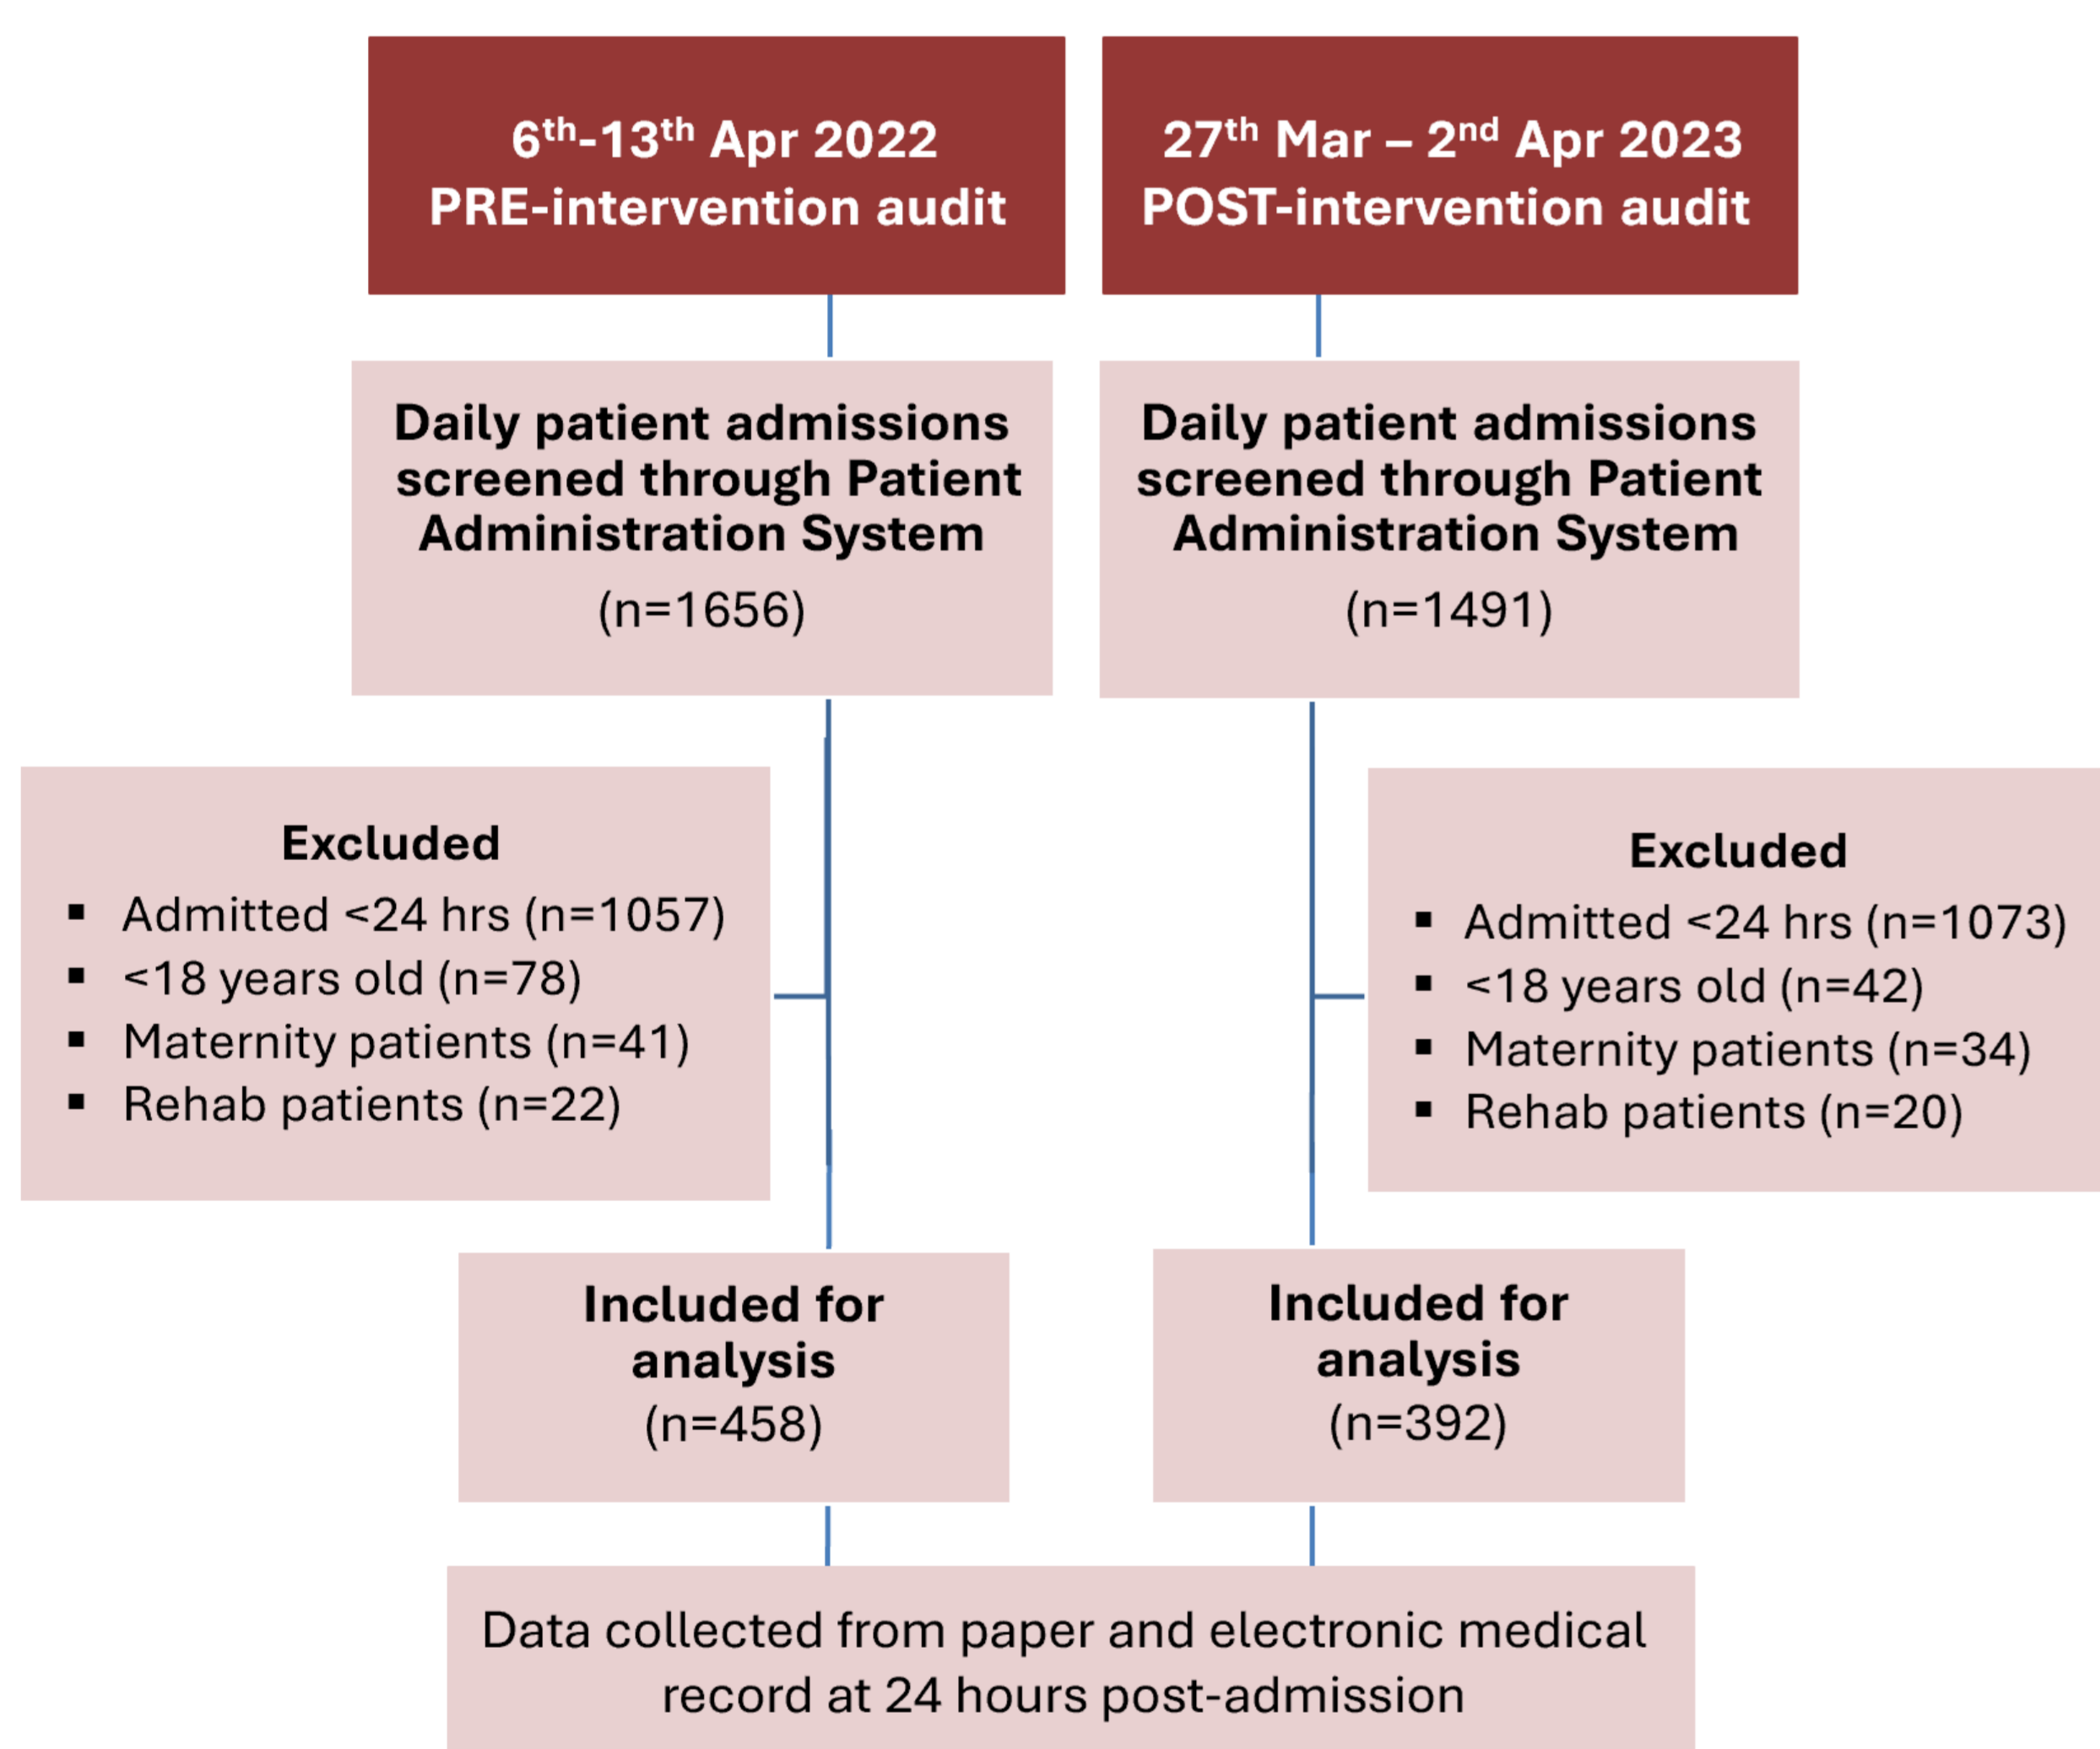 6th-13th Apr 2022
PRE-intervention audit
27th Mar – 2nd Apr 2023
POST-intervention audit
Daily patient admissions
screened through Patient
Administration System
(n=1656)
Daily patient admissions
screened through Patient
Administration System
(n=1491)
Excluded
▪ Admitted <24 hrs (n=1057)
▪ <18 years old (n=78)
▪ Maternity patients (n=41)
▪ Rehab patients (n=22)
Excluded
▪ Admitted <24 hrs (n=1073)
▪ <18 years old (n=42)
▪ Maternity patients (n=34)
▪ Rehab patients (n=20)
Included for
analysis
(n=458)
Included for
analysis
(n=392)
Data collected from paper and electronic medical
record at 24 hours post-admission